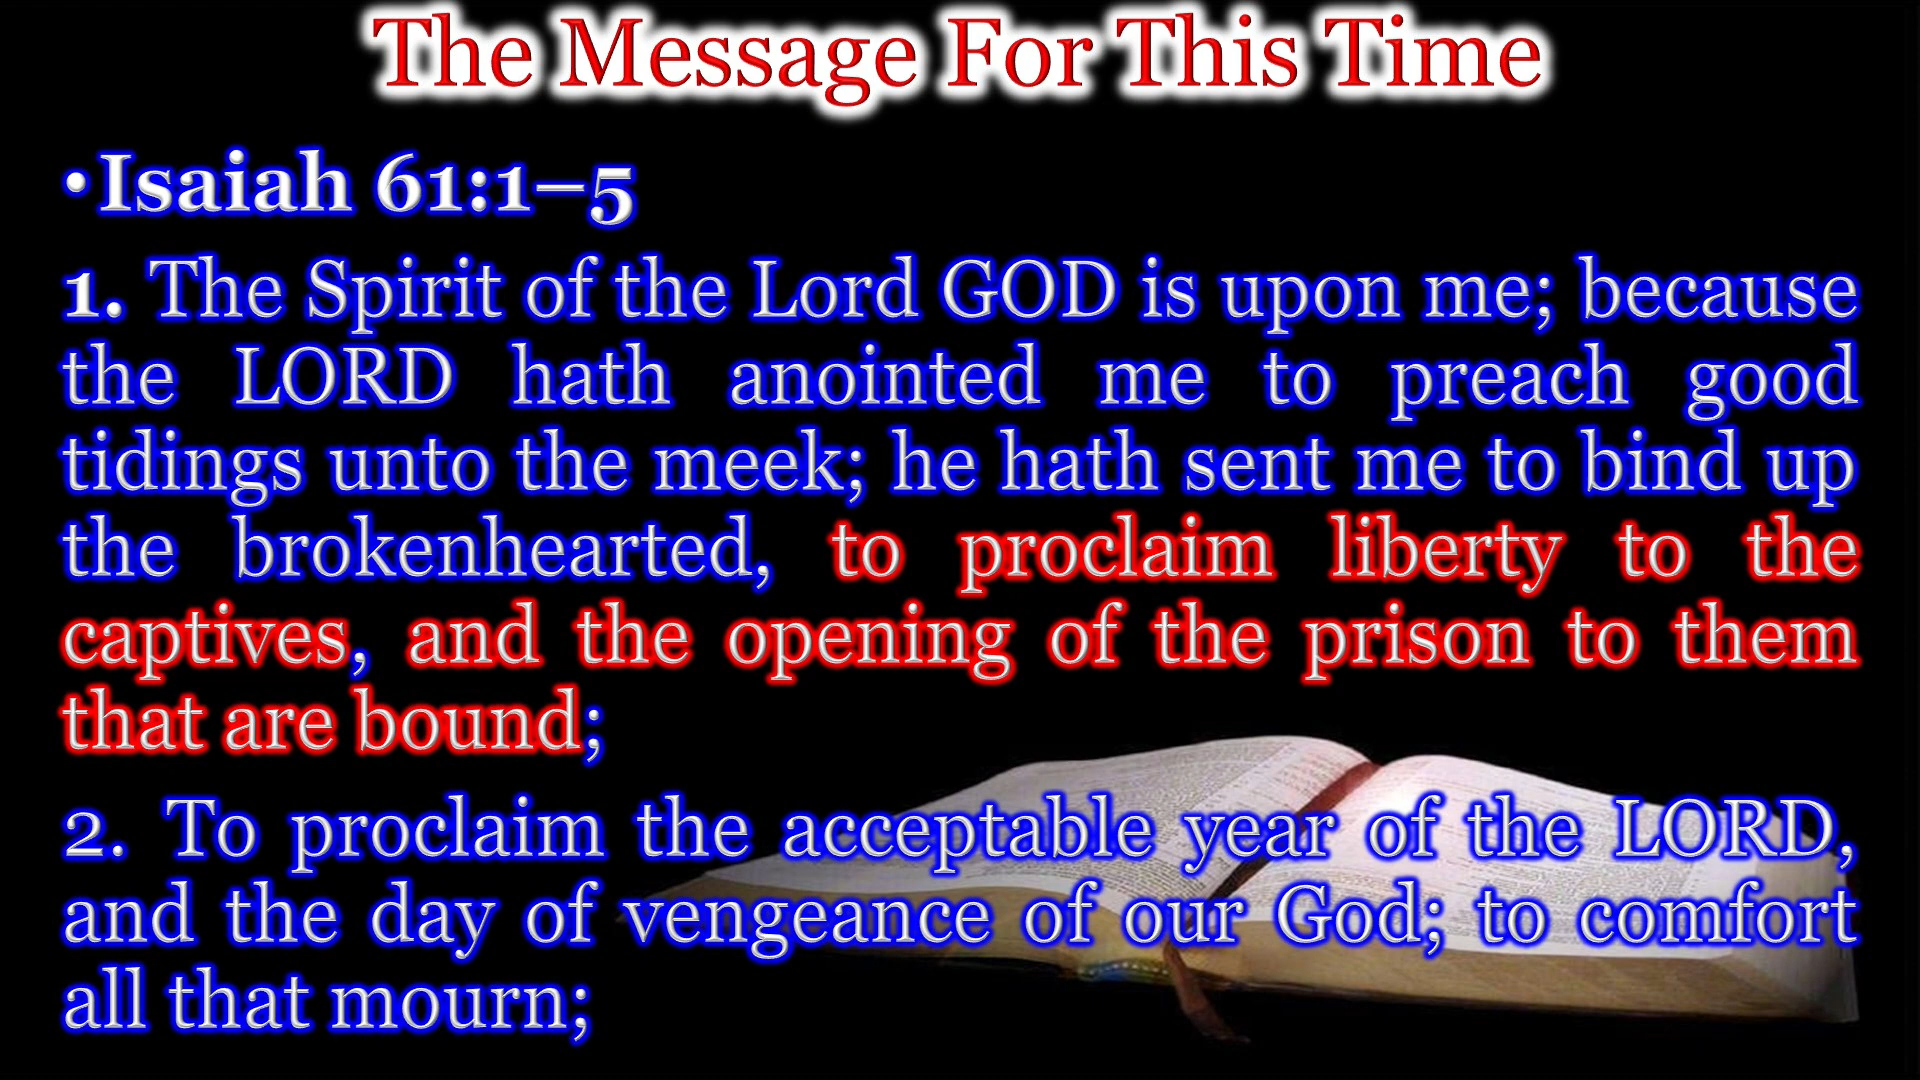 The Message For This Time
•Isaiah 61:1–5
1. The Spirit of the Lord GOD is upon me; because
the LORD hath anointed me to preach good
tidings unto the meek; he hath sent me to bind up
the brokenhearted, to proclaim liberty to the
captives, and the opening of the prison to them
that are bound;
2. To proclaim the acceptable year of the LORD,
and the day of vengeance of our God; to comfort
all that mourn;